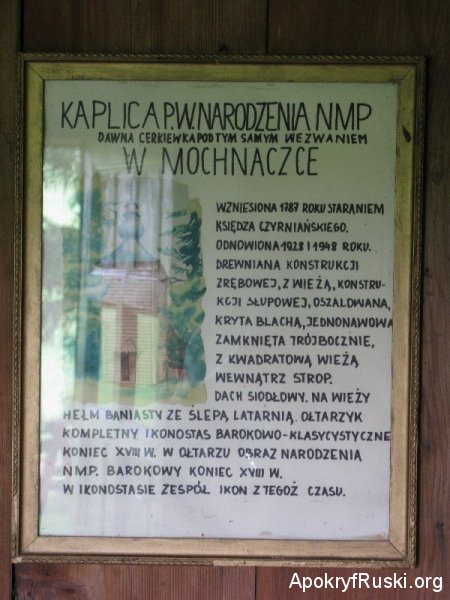 KAPLICA P.W. NARODZENIA NMP
DAWNA CERKIEWKA POD TYM SAMYM WEZWANIEM
W MOCHNACZCE
WZNIESIONA 1787 ROKU STARANIEM
KSIĘDZA CZYRNIAŃSKIEGO.
ODNOWIONA 1928 I 1948 ROKU.
DREWNIANA KONSTRUKCJI
ZRĘBOWEJ, Z WIEŻĄ, KONSTRU-
KCJI SŁUPOWEJ, OSZALOWANA,
KRYTA BLACHĄ, JEDNONAWOWA
ZAMKNIĘTA TRÓJBOCZNIE,
Z KWADRATOWĄ WIEŻĄ
WEWNĄTRZ STROP.
DACH SIODŁOWY. NA WIEŻY
HEŁM BANIASTY ZE ŚLEPĄ LATARNIĄ. OŁTARZYK
KOMPLETNY IKONOSTAS BAROKOWO-KLASYCYSTYCZNE
KONIEC XVIII W. W OŁTARZU OBRAZ NARODZENIA
NMP. BAROKOWY KONIEC XVIII W.
W IKONOSTASIE ZESPÓŁ IKON Z TEGOŻ CZASU.
ApokryfRuski.org